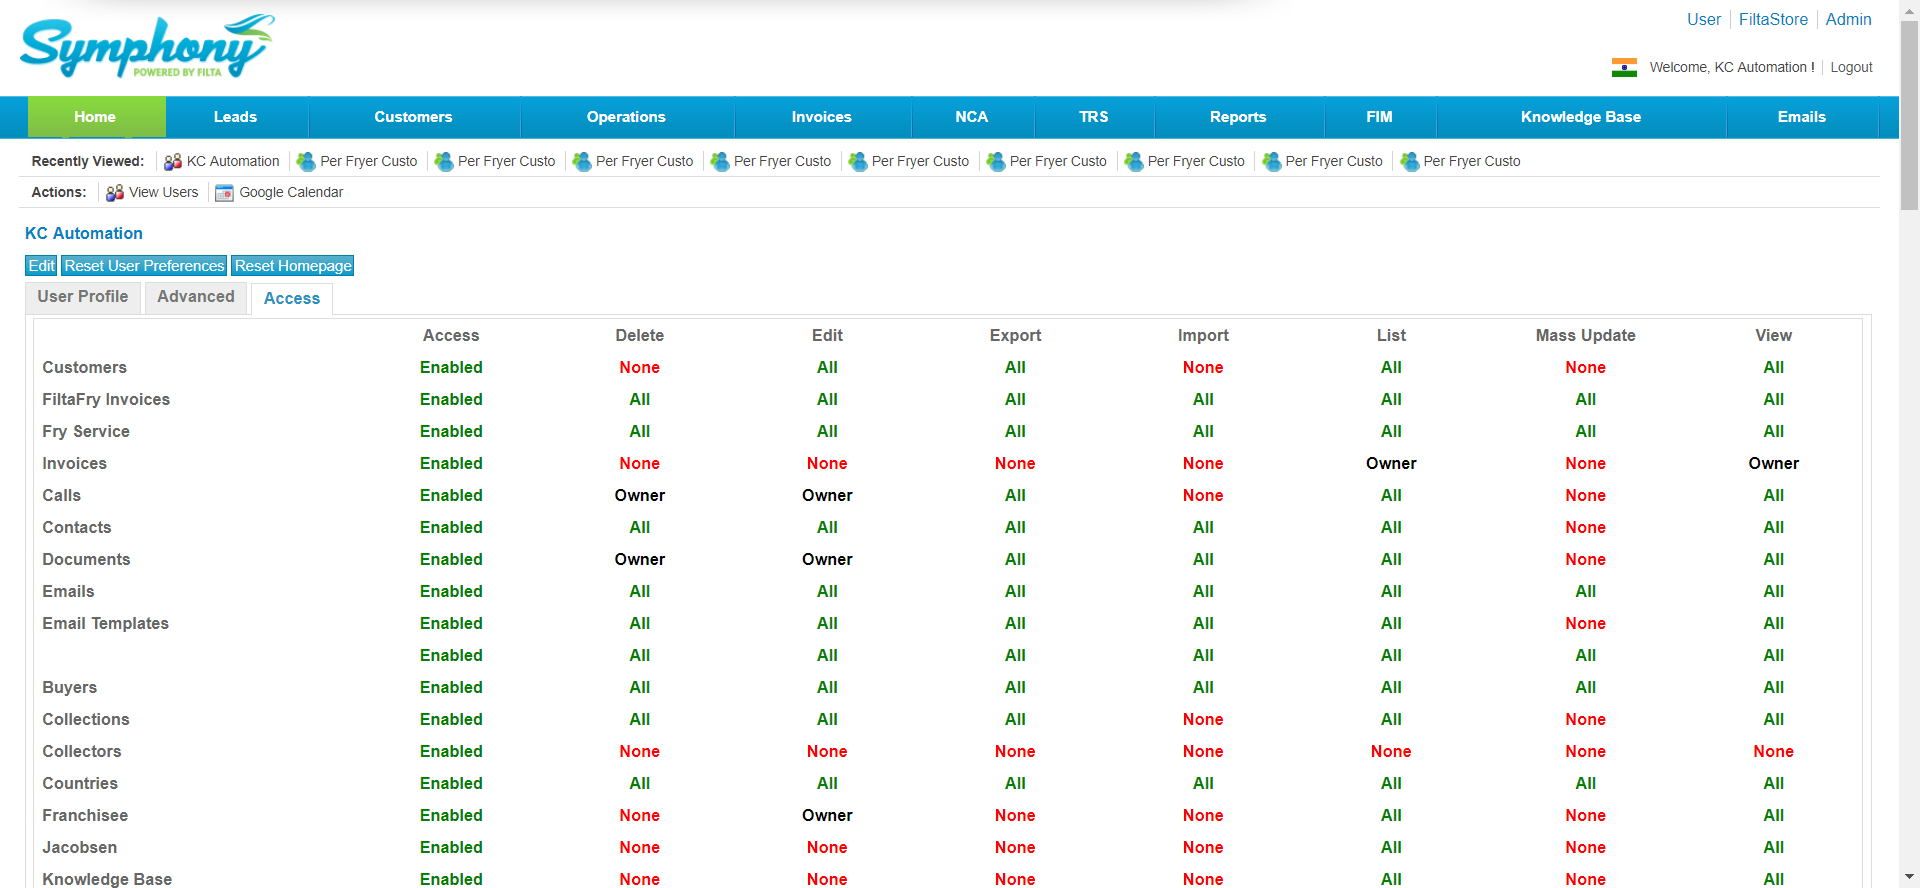 Symphony
POWERED BY FILTA
User FiltaStore Admin
Welcome, KC Automation ! Logout
Home Leads Customers Operations Invoices NCA TRS Reports FIM Knowledge Base Emails
Recently Viewed: KC Automation Per Fryer Custo Per Fryer Custo Per Fryer Custo Per Fryer Custo Per Fryer Custo Per Fryer Custo Per Fryer Custo Per Fryer Custo Per Fryer Custo
Actions: View Users Google Calendar
KC Automation
Edit Reset User Preferences Reset Homepage
User Profile Advanced Access
Access Delete Edit Export Import List Mass Update View
Customers Enabled None All All None All None All
FiltaFry Invoices Enabled All All All All All All All
Fry Service Enabled All All All All All All All
Invoices Enabled None None None None Owner None Owner
Calls Enabled Owner Owner All None All None All
Contacts Enabled All All All All All None All
Documents Enabled Owner Owner All All All None All
Emails Enabled All All All All All All All
Email Templates Enabled All All All All All None All
Enabled All All All All All All All
Buyers Enabled All All All All All All All
Collections Enabled All All All None All None All
Collectors Enabled None None None None None None None
Countries Enabled All All All All All All All
Franchisee Enabled None Owner None None All None All
Jacobsen Enabled None None None None All None All
Knowledge Base Enabled None None None None All None All